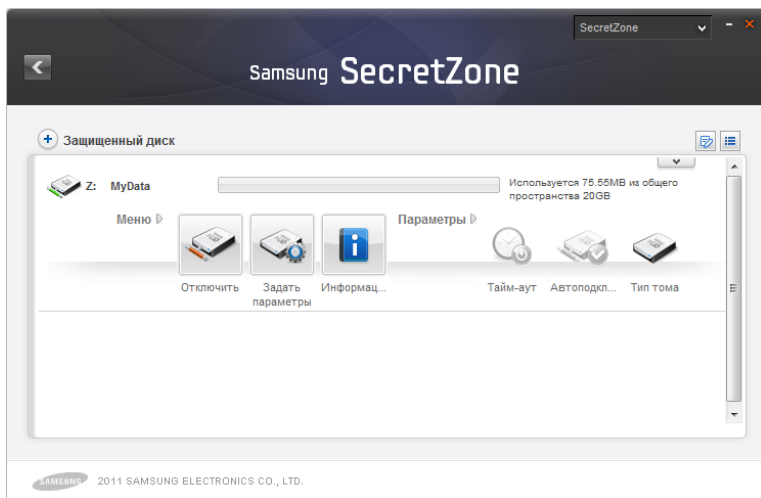 SecretZone
Samsung SecretZone
Защищенный диск
Z: MyData
Используется 75.55MB из общего
пространства 20GB
Меню
Параметры
Отключить
Задать
параметры
Информац...
Тайм-аут
Автоподкл...
Тип тома
SAMSUNG 2011 SAMSUNG ELECTRONICS CO., LTD.